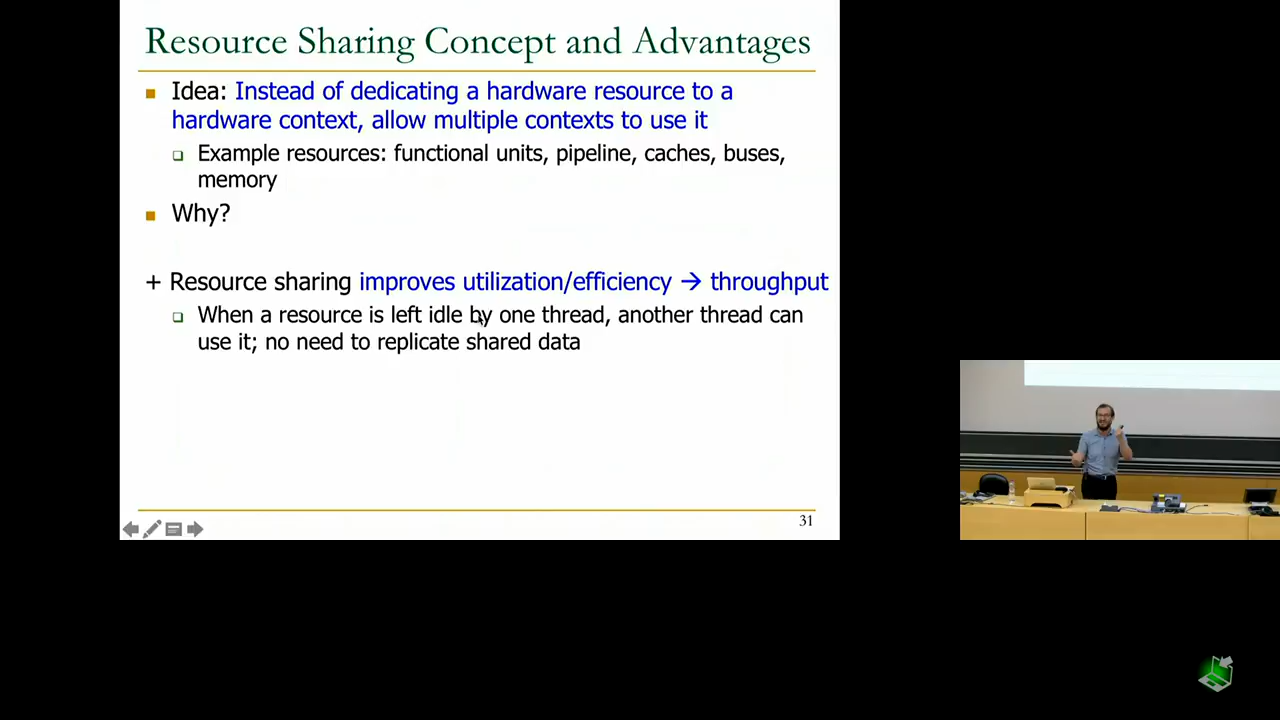 Resource Sharing Concept and Advantages
Idea: Instead of dedicating a hardware resource to a
hardware context, allow multiple contexts to use it
Example resources: functional units, pipeline, caches, buses,
memory
Why?
+ Resource sharing improves utilization/efficiency → throughput
When a resource is left idle by one thread, another thread can
use it; no need to replicate shared data
31